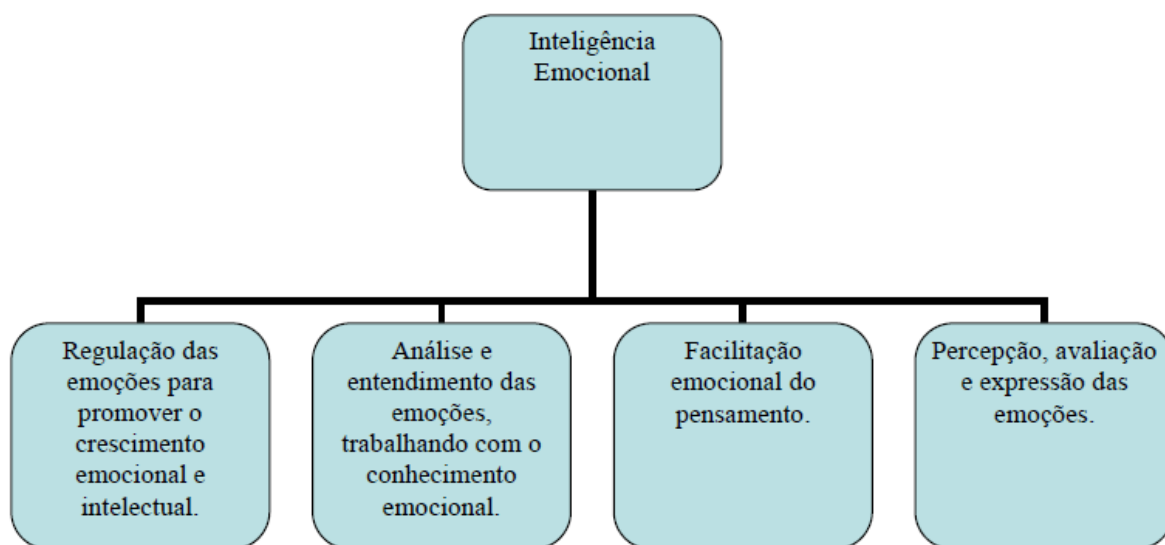 Inteligência
Emocional
Regulação das
emoções para
promover o
crescimento
emocional e
intelectual.
Análise e
entendimento das
emoções,
trabalhando com o
conhecimento
emocional.
Facilitação
emocional do
pensamento.
Percepção, avaliação
e expressão das
emoções.